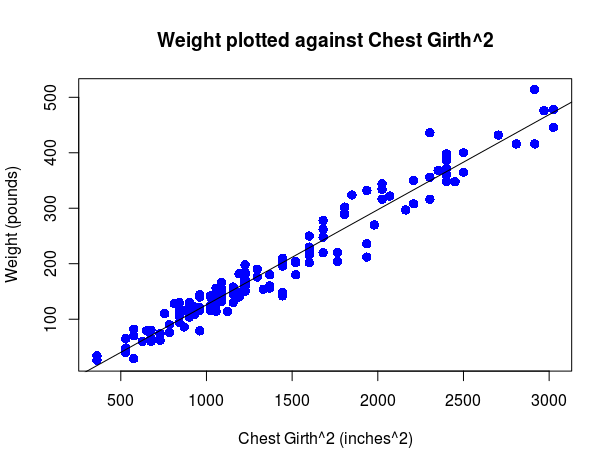 Weight plotted against Chest Girth^2
Weight (pounds)
500
400
300
200
100
500 1000 1500 2000 2500 3000
Chest Girth^2 (inches^2)